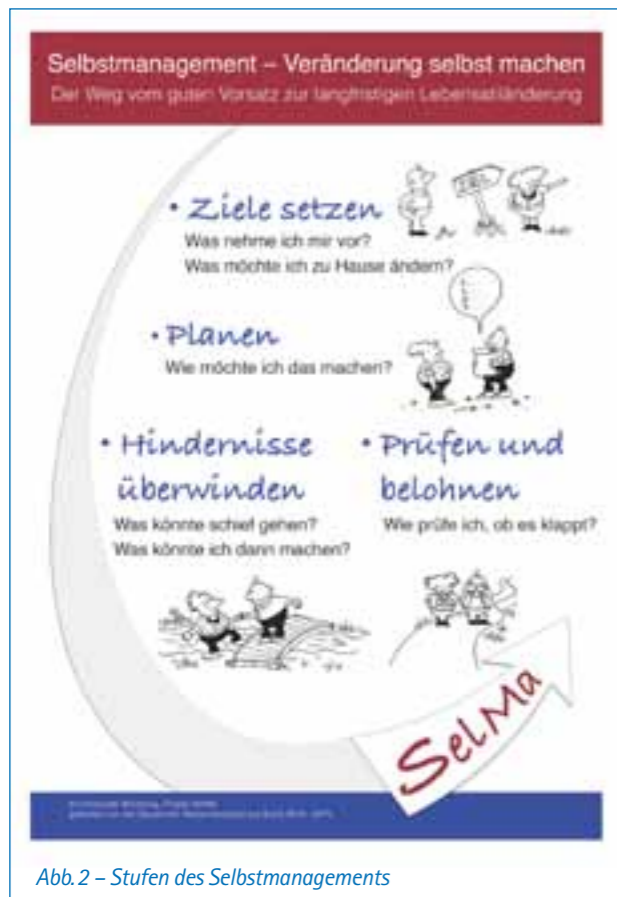 Selbstmanagement – Veränderung selbst machen
Der Weg vom guten Vorsatz zur langfristigen Lebensstiländerung
• Ziele setzen
Was nehme ich mir vor?
Was möchte ich zu Hause ändern?
• Planen
Wie möchte ich das machen?
• Hindernisse
überwinden
Was könnte schief gehen?
Was könnte ich dann machen?
• Prüfen und
belohnen
Wie prüfe ich, ob es klappt?
SelMa
Abb. 2 – Stufen des Selbstmanagements